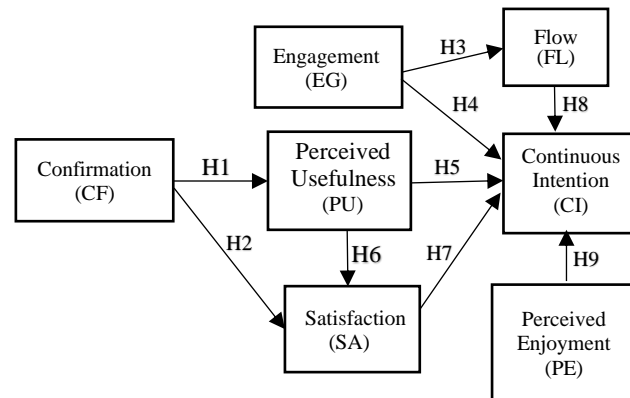 Engagement
(EG)
H3
Flow
(FL)
H4
H8
Confirmation
(CF)
H1
Perceived
Usefulness
(PU)
H5
Continuous
Intention
(CI)
H2
H6
H7
H9
Satisfaction
(SA)
Perceived
Enjoyment
(PE)